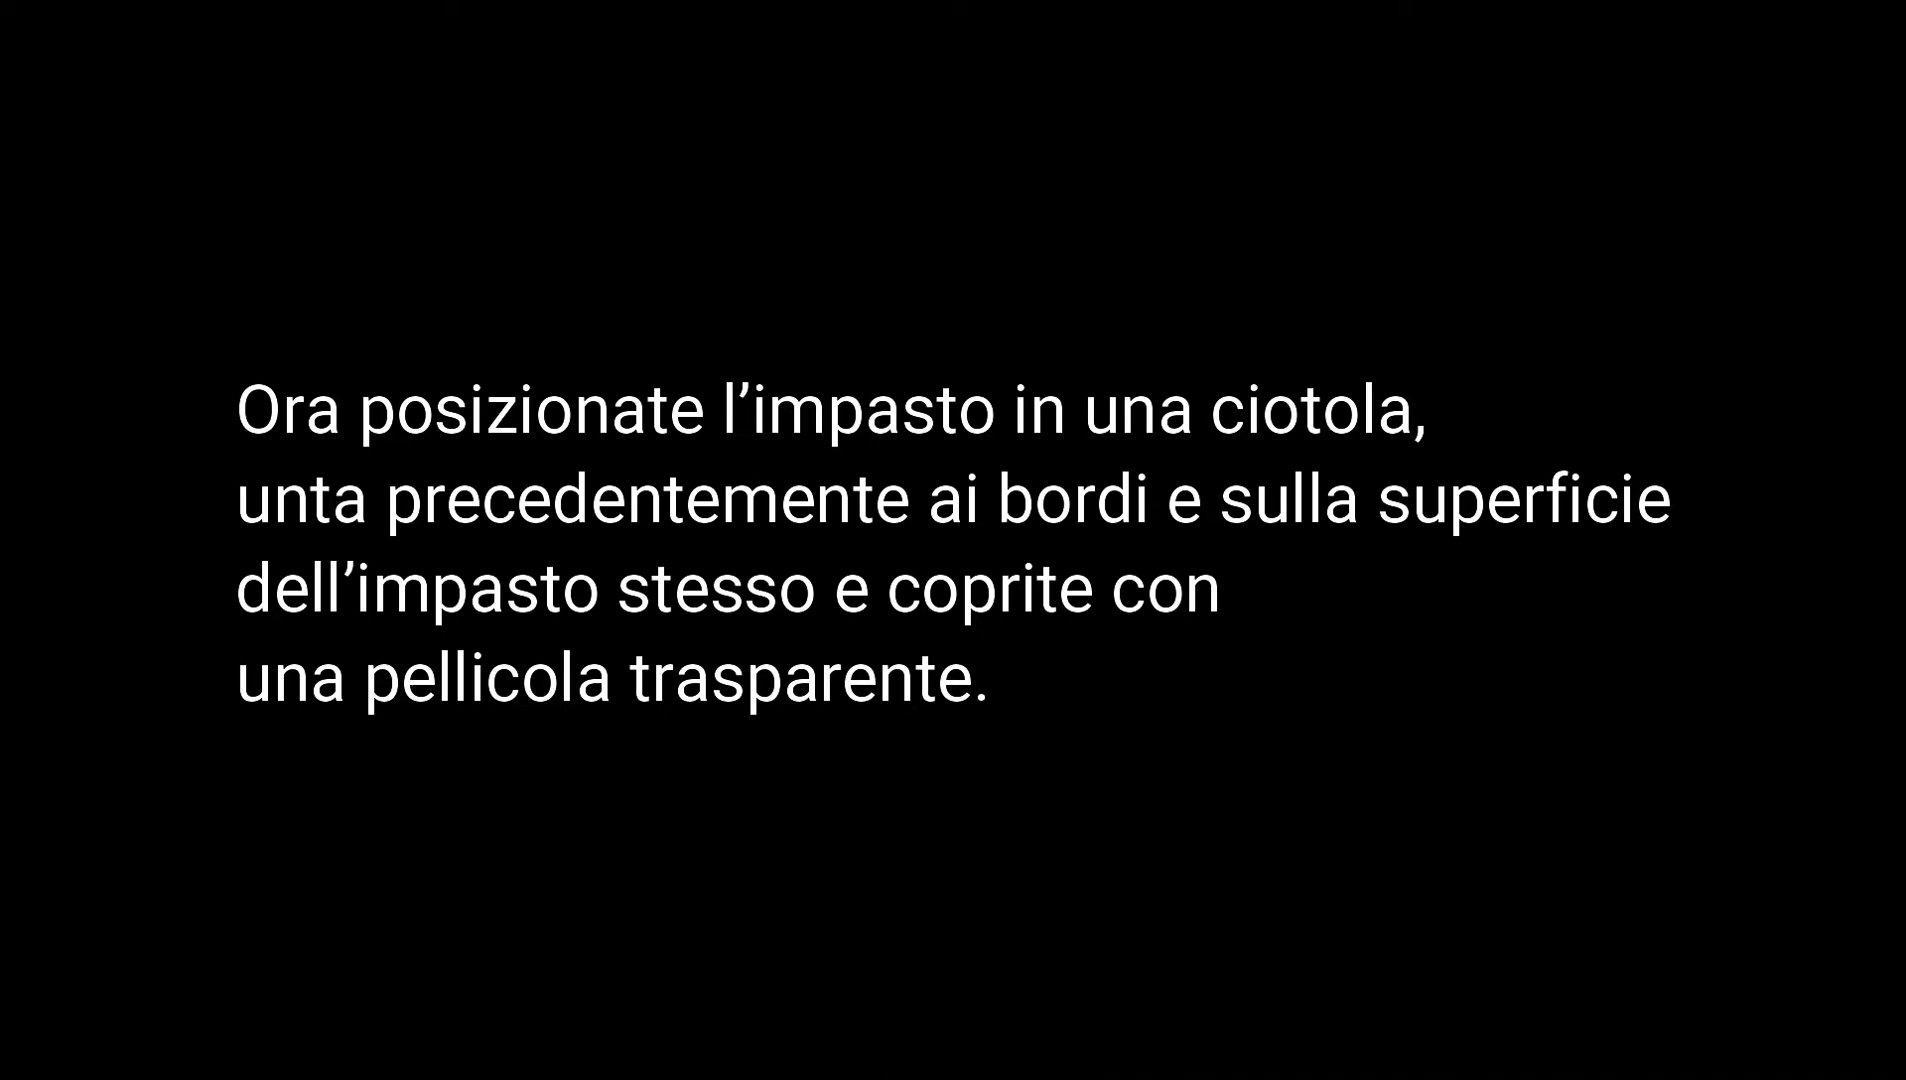 Ora posizionate l’impasto in una ciotola,
unta precedentemente ai bordi e sulla superficie
dell’impasto stesso e coprite con
una pellicola trasparente.